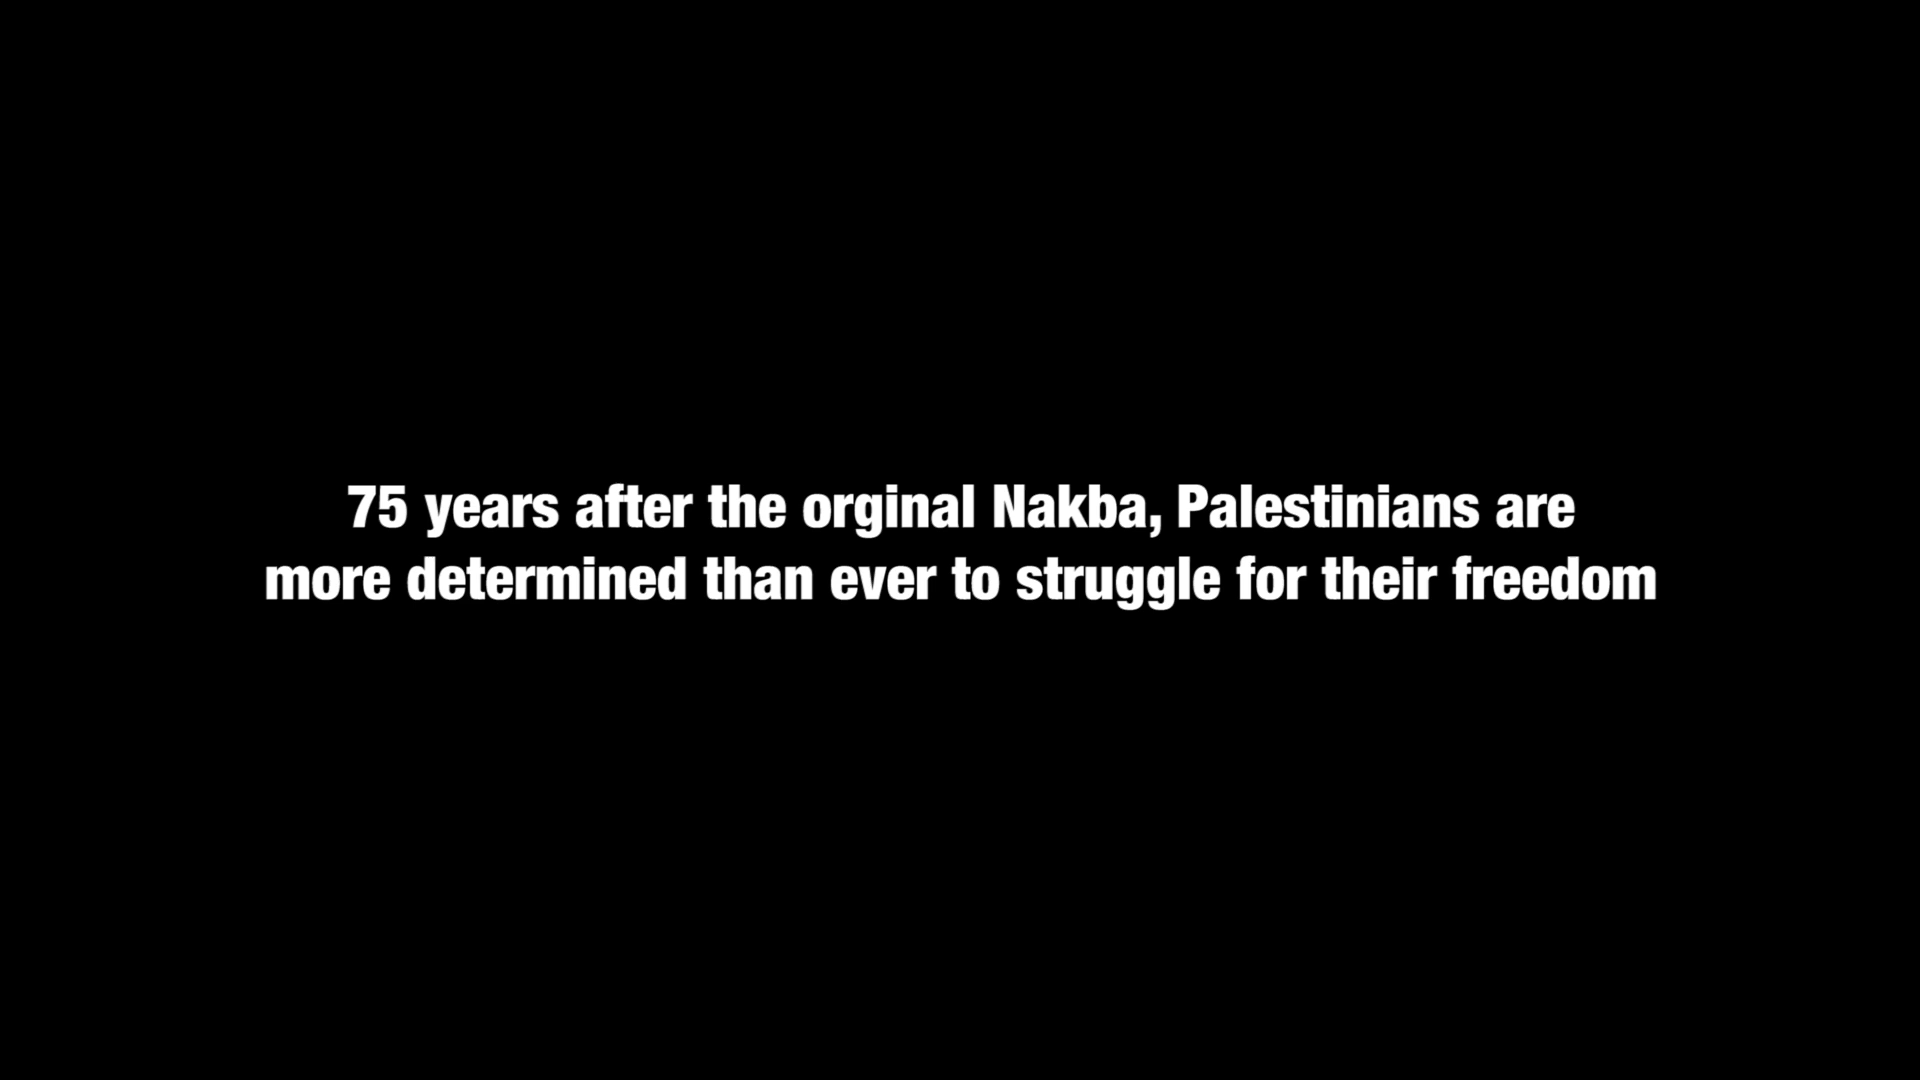 75 years after the orginal Nakba, Palestinians are
more determined than ever to struggle for their freedom